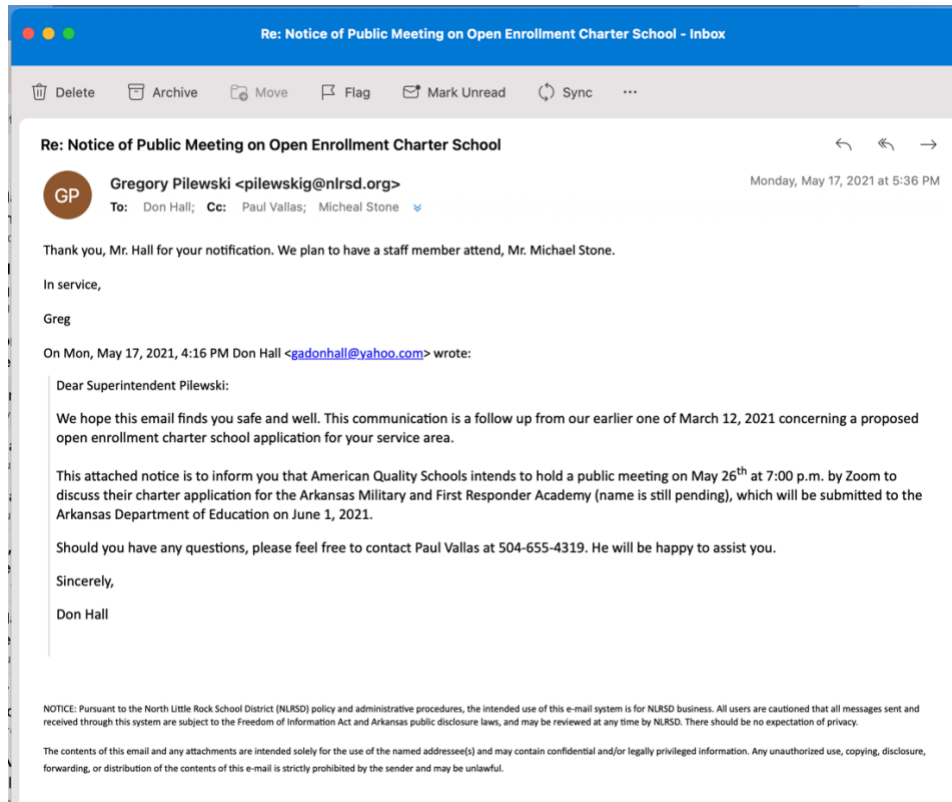 Re: Notice of Public Meeting on Open Enrollment Charter School - Inbox
Delete Archive Move Flag Mark Unread Sync ...
Re: Notice of Public Meeting on Open Enrollment Charter School
GP
Gregory Pilewski <pilewskig@nlrsd.org>
Monday, May 17, 2021 at 5:36 PM
To: Don Hall; Cc: Paul Vallas; Micheal Stone
Thank you, Mr. Hall for your notification. We plan to have a staff member attend, Mr. Michael Stone.
In service,
Greg
On Mon, May 17, 2021, 4:16 PM Don Hall <gadonhall@yahoo.com> wrote:
Dear Superintendent Pilewski:
We hope this email finds you safe and well. This communication is a follow up from our earlier one of March 12, 2021 concerning a proposed
open enrollment charter school application for your service area.
This attached notice is to inform you that American Quality Schools intends to hold a public meeting on May 26th at 7:00 p.m. by Zoom to
discuss their charter application for the Arkansas Military and First Responder Academy (name is still pending), which will be submitted to the
Arkansas Department of Education on June 1, 2021.
Should you have any questions, please feel free to contact Paul Vallas at 504-655-4319. He will be happy to assist you.
Sincerely,
Don Hall
NOTICE: Pursuant to the North Little Rock School District (NLRSD) policy and administrative procedures, the intended use of this e-mail system is for NLRSD business. All users are cautioned that all messages sent and
received through this system are subject to the Freedom of Information Act and Arkansas public disclosure laws, and may be reviewed at any time by NLRSD. There should be no expectation of privacy.
The contents of this email and any attachments are intended solely for the use of the named addressee(s) and may contain confidential and/or legally privileged information. Any unauthorized use, copying, disclosure,
forwarding, or distribution of the contents of this e-mail is strictly prohibited by the sender and may be unlawful.